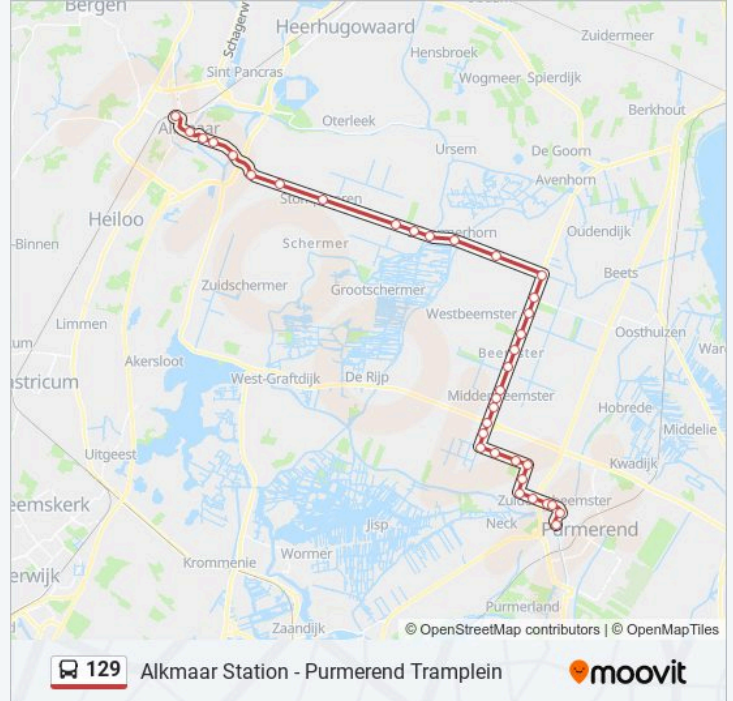 Bergen
Schagerw
Heerhugowaard
Zuidermeer
Hensbroek
Sint Pancras
Wogmeer
Spierdijk
Berkhout
Oterleek
Ursem
De Goorn
Avenhorn
Heiloo
Oudendijk
-Binnen
Schermer
Beets
Zuidschermer
Grootschermer
Westbeemster
Limmen
Oosthuizen
Akersloot
West-Graftdijk
De Rijp
Hobrede
Middelie
Uitgeest
Kwadijk
Jisp
Neck
Purmerend
Wormer
Krommenie
Purmerland
Zaandijk
© OpenStreetMap contributors | © OpenMapTiles
129 Alkmaar Station - Purmerend Tramplein
moovit